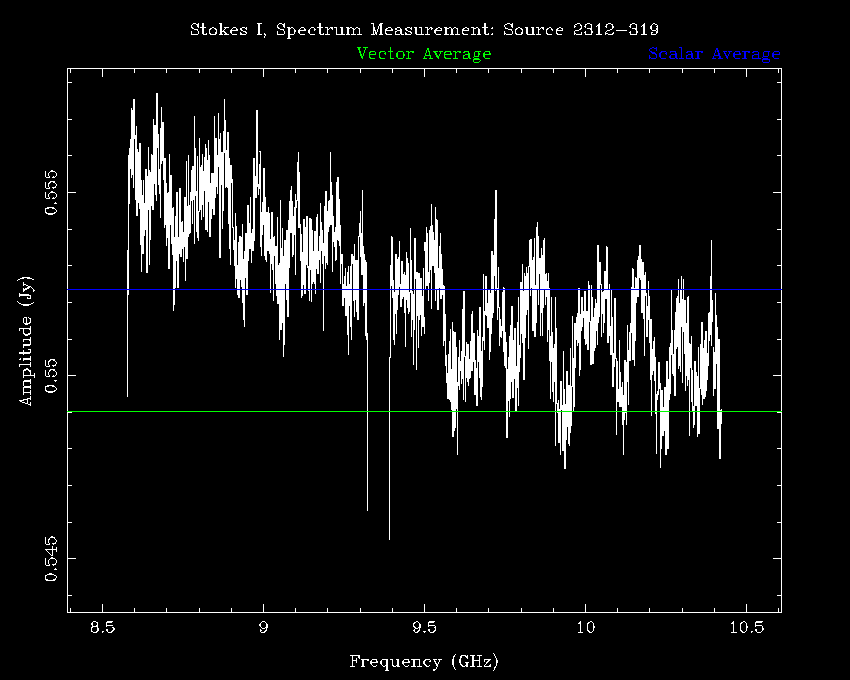 Stokes I, Spectrum Measurement: Source 2312−319
Vector Average Scalar Average
0.555
0.55
0.545
Amplitude (Jy)
8.5 9 9.5 10 10.5
Frequency (GHz)